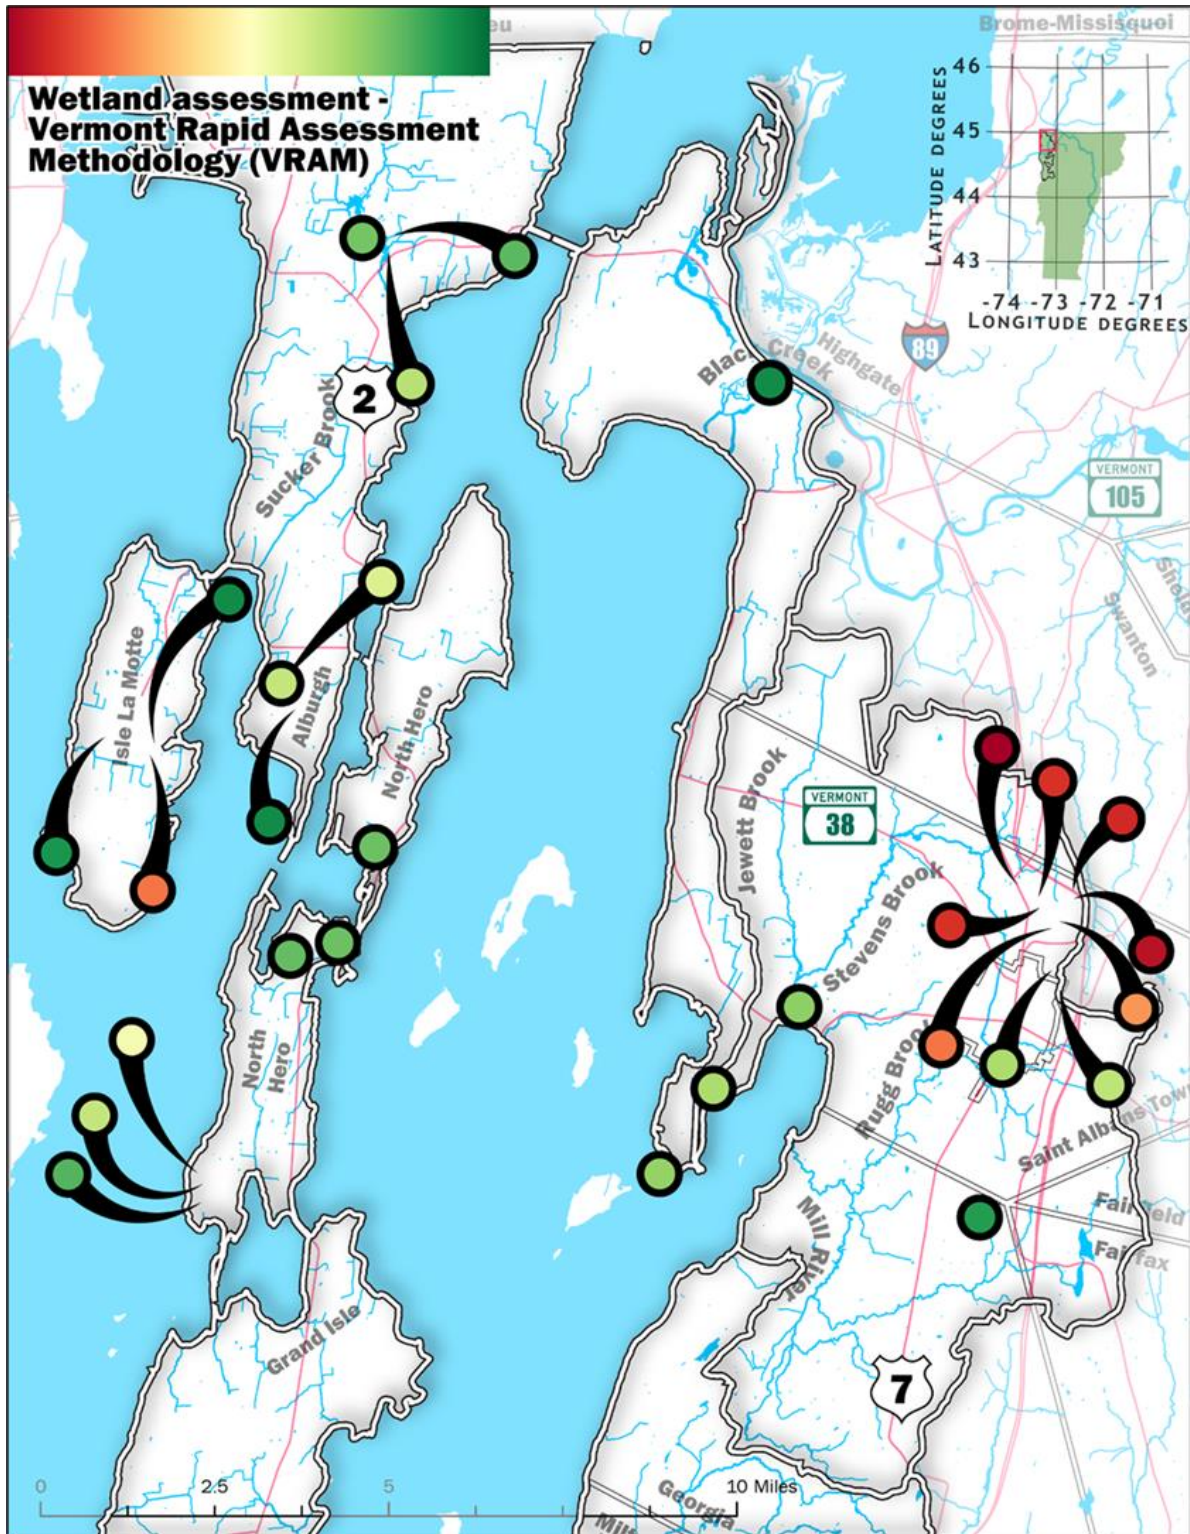 eu
Brome-Missisquoi
Wetland assessment -
Vermont Rapid Assessment
Methodology (VRAM)
LATITUDE DEGREES
46
45
44
43
-74 -73 -72 -71
LONGITUDE DEGREES
89
Highgate
Black Creek
2
Sucker Brook
VERMONT
105
Sheld
Swanton
Isle La Motte
Alburgh
North Hero
Jewett Brook
VERMONT
38
Stevens Brook
North
Hero
Rugg Brook
Saint Albans Town
Fairfield
Fairfax
Mill River
Grand Isle
7
0
2.5
5
10 Miles
Georgia